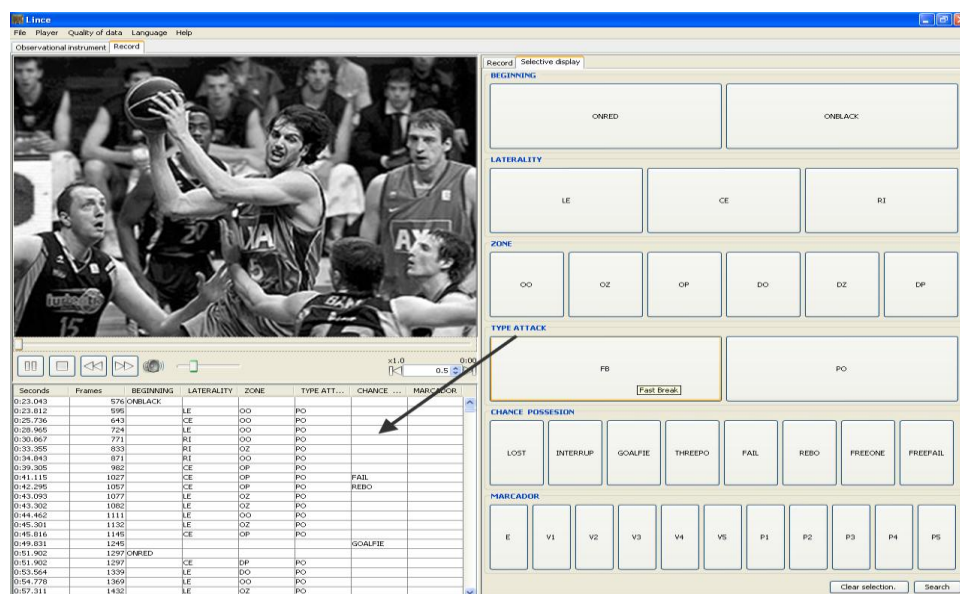 Lince
File Player Quality of data Language Help
Observational instrument Record
Record Selective display
BEGINNING
ONRED ONBLACK
LATERALITY
LE CE RI
ZONE
OO OZ OP DO DZ DP
TYPE ATTACK
FB PO
Fast Break
CHANCE POSSESION
LOST INTERRUP GOALFIE THREEPO FAIL REBO FREEONE FREEFAIL
MARCADOR
E V1 V2 V3 V4 V5 P1 P2 P3 P4 P5
Clear selection. Search
20
15
x1.0 0:00
0.5
Seconds Frames BEGINNING LATERALITY ZONE TYPE ATT... CHANCE ... MARCADOR
0:23.043 576 ONBLACK
0:23.812 595 LE OO PO
0:25.736 643 CE OO PO
0:28.965 724 LE OO PO
0:30.867 771 RI OO PO
0:33.355 833 RI OZ PO
0:34.843 871 RI OO PO
0:39.305 982 CE OP PO
0:41.115 1027 CE OP PO FAIL
0:42.295 1057 CE OP PO REBO
0:43.093 1077 LE OZ PO
0:43.302 1082 LE OZ PO
0:44.462 1111 LE OZ PO
0:45.301 1132 LE OZ PO
0:45.816 1145 CE OP PO
0:49.831 1245 GOALFIE
0:51.902 1297 ONRED
0:51.902 1297 CE DP PO
0:53.564 1339 LE DO PO
0:54.778 1369 LE OO PO
0:57.311 1432 LE OZ PO